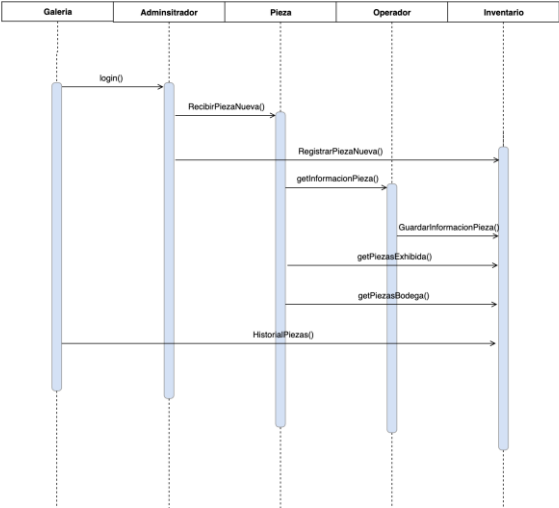 Galeria Adminsitrador Pieza Operador Inventario
login()
RecibirPiezaNueva()
RegistrarPiezaNueva()
getInformacionPieza()
GuardarInformacionPieza()
getPiezasExhibida()
getPiezasBodega()
HistorialPiezas()